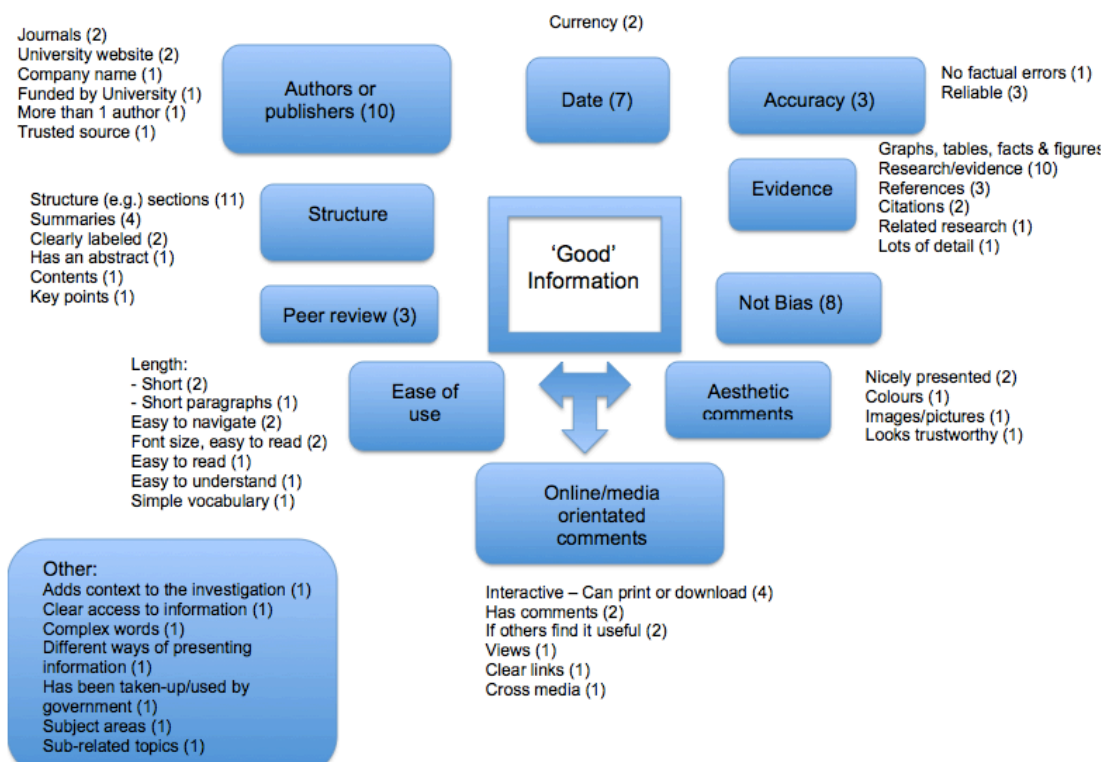 Currency (2)
Journals (2)
University website (2)
Company name (1)
Funded by University (1)
More than 1 author (1)
Trusted source (1)
Authors or
publishers (10)
Date (7)
Accuracy (3)
No factual errors (1)
Reliable (3)
Graphs, tables, facts & figures
Research/evidence (10)
References (3)
Citations (2)
Related research (1)
Lots of detail (1)
Evidence
Structure (e.g.) sections (11)
Summaries (4)
Clearly labeled (2)
Has an abstract (1)
Contents (1)
Key points (1)
Structure
‘Good’
Information
Peer review (3)
Not Bias (8)
Length:
- Short (2)
- Short paragraphs (1)
Easy to navigate (2)
Font size, easy to read (2)
Easy to read (1)
Easy to understand (1)
Simple vocabulary (1)
Ease of
use
Aesthetic
comments
Nicely presented (2)
Colours (1)
Images/pictures (1)
Looks trustworthy (1)
Online/media
orientated
comments
Interactive – Can print or download (4)
Has comments (2)
If others find it useful (2)
Views (1)
Clear links (1)
Cross media (1)
Other:
Adds context to the investigation (1)
Clear access to information (1)
Complex words (1)
Different ways of presenting
information (1)
Has been taken-up/used by
government (1)
Subject areas (1)
Sub-related topics (1)